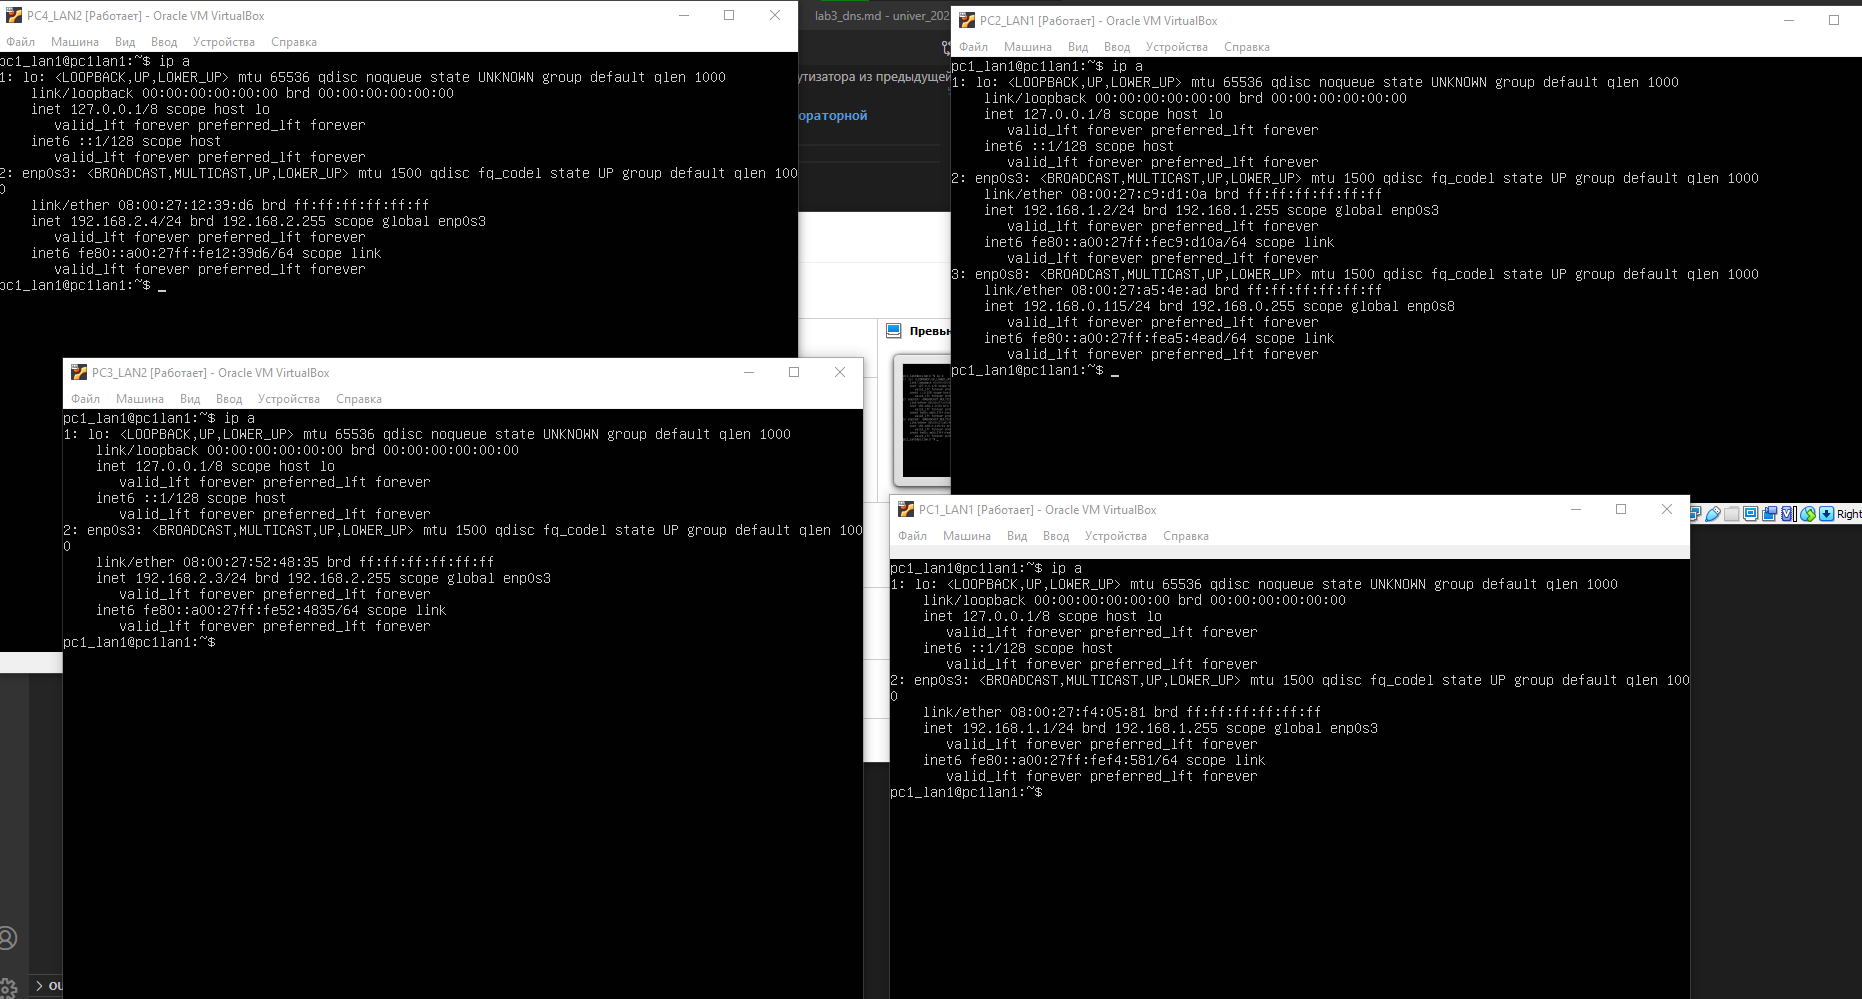 PC4_LAN2 [Работает] - Oracle VM VirtualBox
Файл Машина Вид Ввод Устройства Справка
pc1_lan1@pc1lan1:~$ ip a
1: lo: <LOOPBACK,UP,LOWER_UP> mtu 65536 qdisc noqueue state UNKNOWN group default qlen 1000
link/loopback 00:00:00:00:00:00 brd 00:00:00:00:00:00
inet 127.0.0.1/8 scope host lo
valid_lft forever preferred_lft forever
inet6 ::1/128 scope host
valid_lft forever preferred_lft forever
2: enp0s3: <BROADCAST,MULTICAST,UP,LOWER_UP> mtu 1500 qdisc fq_codel state UP group default qlen 100
0
link/ether 08:00:27:12:39:d6 brd ff:ff:ff:ff:ff:ff
inet 192.168.2.4/24 brd 192.168.2.255 scope global enp0s3
valid_lft forever preferred_lft forever
inet6 fe80::a00:27ff:fe12:39d6/64 scope link
valid_lft forever preferred_lft forever
pc1_lan1@pc1lan1:~$ _
lab3_dns.md - univer_202
утизатора из предыдущей
ораторной
Превь
PC2_LAN1 [Работает] - Oracle VM VirtualBox
Файл Машина Вид Ввод Устройства Справка
pc1_lan1@pc1lan1:~$ ip a
1: lo: <LOOPBACK,UP,LOWER_UP> mtu 65536 qdisc noqueue state UNKNOWN group default qlen 1000
link/loopback 00:00:00:00:00:00 brd 00:00:00:00:00:00
inet 127.0.0.1/8 scope host lo
valid_lft forever preferred_lft forever
inet6 ::1/128 scope host
valid_lft forever preferred_lft forever
2: enp0s3: <BROADCAST,MULTICAST,UP,LOWER_UP> mtu 1500 qdisc fq_codel state UP group default qlen 1000
link/ether 08:00:27:c9:d1:0a brd ff:ff:ff:ff:ff:ff
inet 192.168.1.2/24 brd 192.168.1.255 scope global enp0s3
valid_lft forever preferred_lft forever
inet6 fe80::a00:27ff:fec9:d10a/64 scope link
valid_lft forever preferred_lft forever
3: enp0s8: <BROADCAST,MULTICAST,UP,LOWER_UP> mtu 1500 qdisc fq_codel state UP group default qlen 1000
link/ether 08:00:27:a5:4e:ad brd ff:ff:ff:ff:ff:ff
inet 192.168.0.115/24 brd 192.168.0.255 scope global enp0s8
valid_lft forever preferred_lft forever
inet6 fe80::a00:27ff:fea5:4ead/64 scope link
valid_lft forever preferred_lft forever
pc1_lan1@pc1lan1:~$ _
Right
PC3_LAN2 [Работает] - Oracle VM VirtualBox
Файл Машина Вид Ввод Устройства Справка
pc1_lan1@pc1lan1:~$ ip a
1: lo: <LOOPBACK,UP,LOWER_UP> mtu 65536 qdisc noqueue state UNKNOWN group default qlen 1000
link/loopback 00:00:00:00:00:00 brd 00:00:00:00:00:00
inet 127.0.0.1/8 scope host lo
valid_lft forever preferred_lft forever
inet6 ::1/128 scope host
valid_lft forever preferred_lft forever
2: enp0s3: <BROADCAST,MULTICAST,UP,LOWER_UP> mtu 1500 qdisc fq_codel state UP group default qlen 100
0
link/ether 08:00:27:52:48:35 brd ff:ff:ff:ff:ff:ff
inet 192.168.2.3/24 brd 192.168.2.255 scope global enp0s3
valid_lft forever preferred_lft forever
inet6 fe80::a00:27ff:fe52:4835/64 scope link
valid_lft forever preferred_lft forever
pc1_lan1@pc1lan1:~$
PC1_LAN1 [Работает] - Oracle VM VirtualBox
Файл Машина Вид Ввод Устройства Справка
pc1_lan1@pc1lan1:~$ ip a
1: lo: <LOOPBACK,UP,LOWER_UP> mtu 65536 qdisc noqueue state UNKNOWN group default qlen 1000
link/loopback 00:00:00:00:00:00 brd 00:00:00:00:00:00
inet 127.0.0.1/8 scope host lo
valid_lft forever preferred_lft forever
inet6 ::1/128 scope host
valid_lft forever preferred_lft forever
2: enp0s3: <BROADCAST,MULTICAST,UP,LOWER_UP> mtu 1500 qdisc fq_codel state UP group default qlen 100
0
link/ether 08:00:27:f4:05:81 brd ff:ff:ff:ff:ff:ff
inet 192.168.1.1/24 brd 192.168.1.255 scope global enp0s3
valid_lft forever preferred_lft forever
inet6 fe80::a00:27ff:fef4:581/64 scope link
valid_lft forever preferred_lft forever
pc1_lan1@pc1lan1:~$
OU